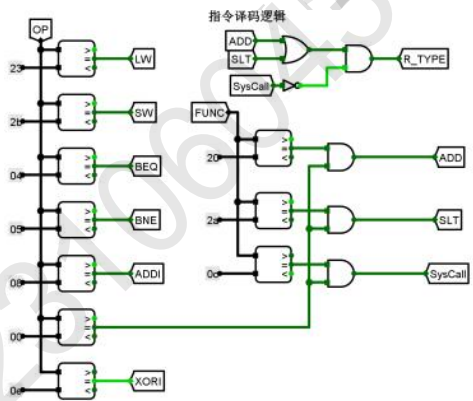 指令译码逻辑
OP
ADD
SLT
R_TYPE
SysCall
FUNC
23
LW
2b
SW
04
BEQ
05
BNE
08
ADDI
00
0e
XORI
20
ADD
2a
SLT
0c
SysCall